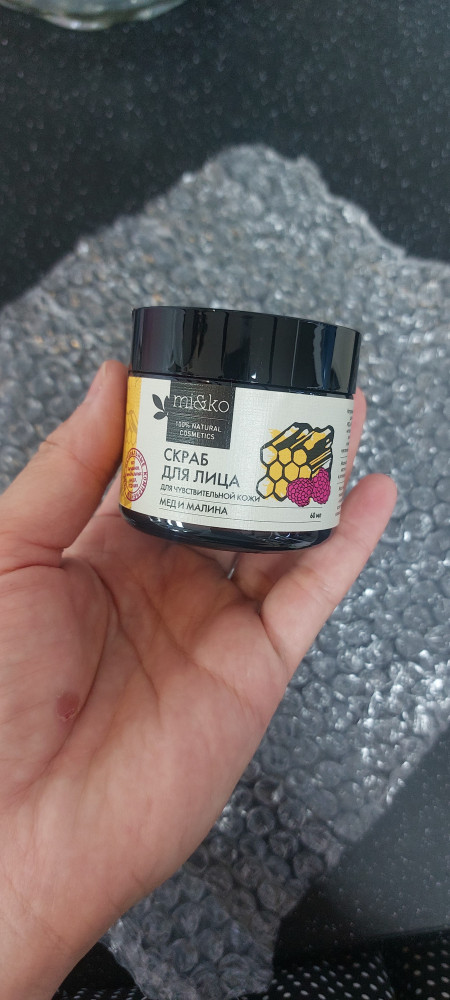 mi&ko
100% NATURAL
COSMETICS
СКРАБ
ДЛЯ ЛИЦА
ДЛЯ ЧУВСТВИТЕЛЬНОЙ КОЖИ
МЕД И МАЛИНА
60 мл